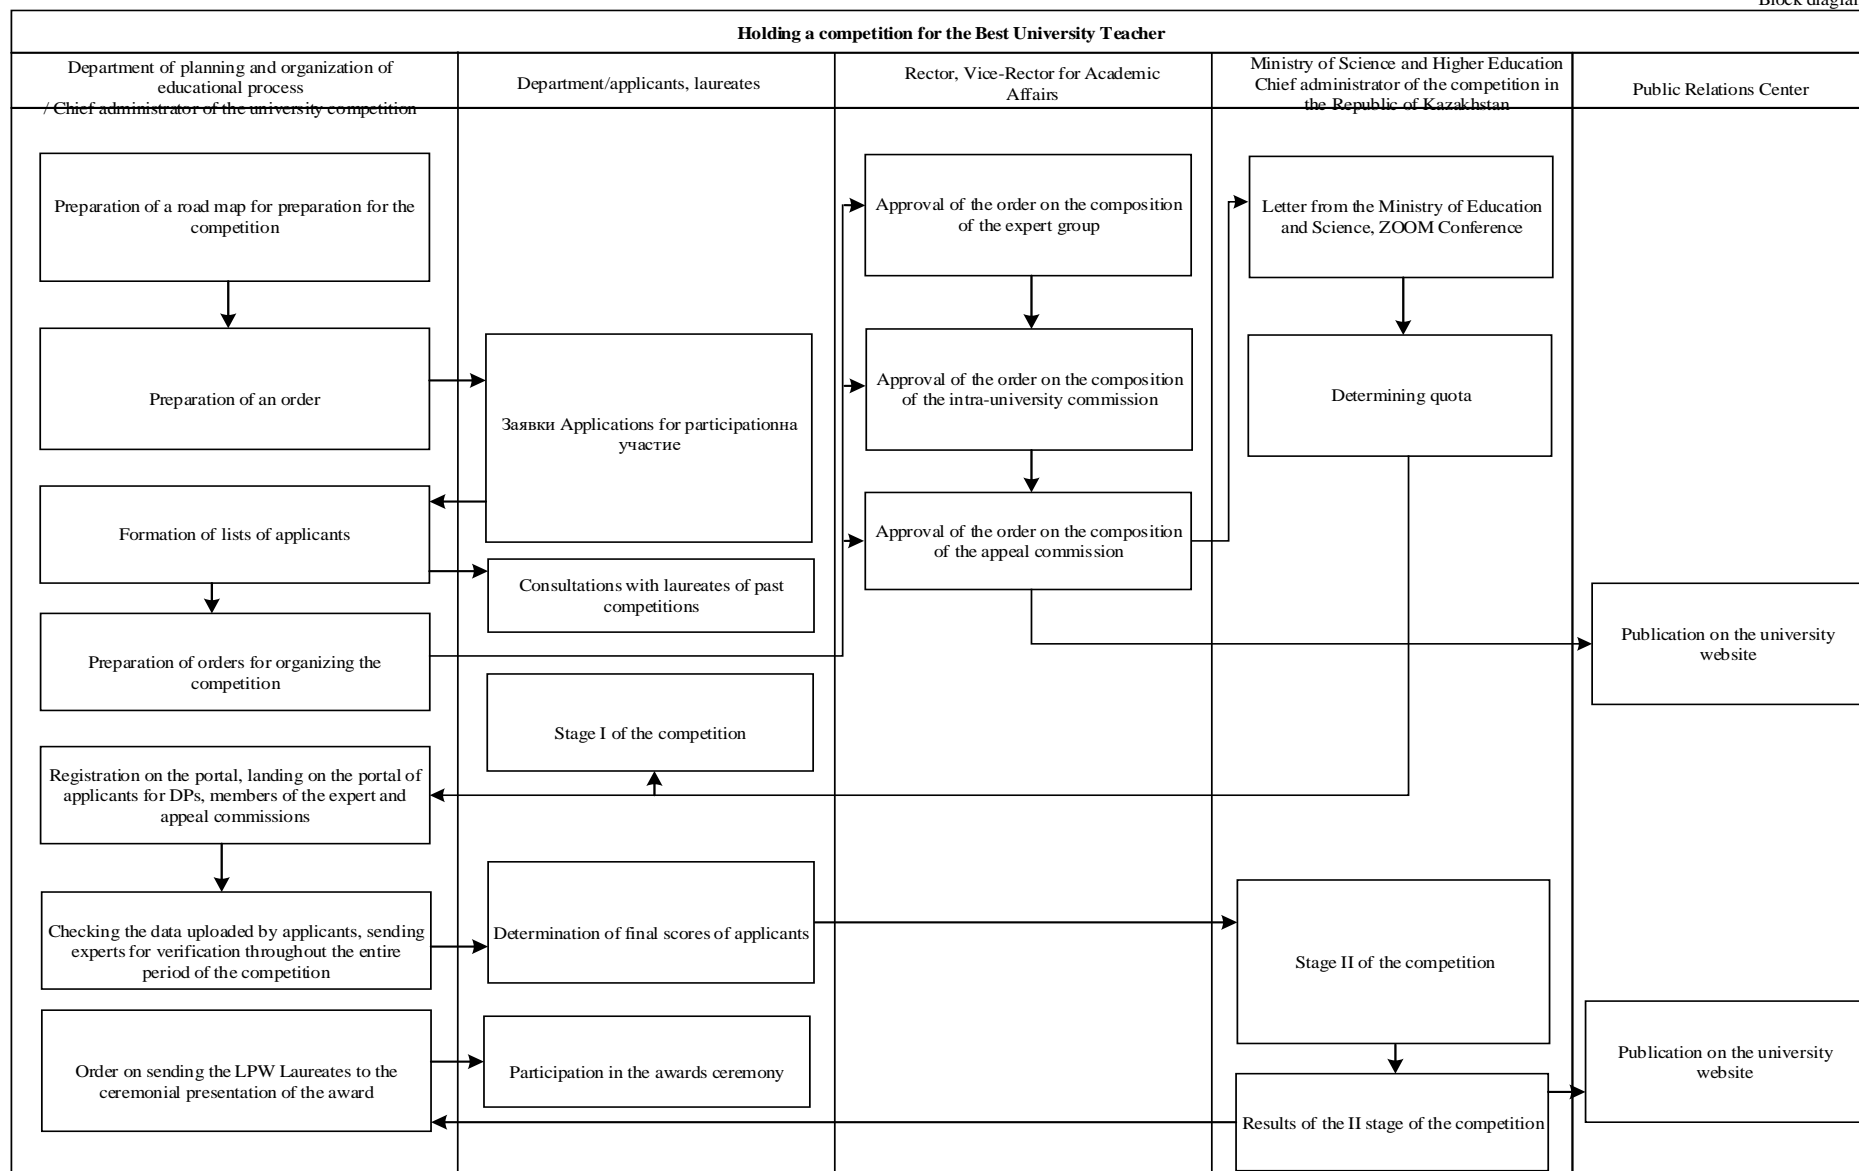 Block diagram
Holding a competition for the Best University Teacher
Department of planning and organization of
educational process
/ Chief administrator of the university competition
Department/applicants, laureates
Rector, Vice-Rector for Academic
Affairs
Ministry of Science and Higher Education
Chief administrator of the competition in
the Republic of Kazakhstan
Public Relations Center
Preparation of a road map for preparation for the
competition
Approval of the order on the composition
of the expert group
Letter from the Ministry of Education
and Science, ZOOM Conference
Preparation of an order
Заявки Applications for participationна
участие
Approval of the order on the composition
of the intra-university commission
Determining quota
Formation of lists of applicants
Approval of the order on the composition
of the appeal commission
Consultations with laureates of past
competitions
Preparation of orders for organizing the
competition
Publication on the university
website
Stage I of the competition
Registration on the portal, landing on the portal of
applicants for DPs, members of the expert and
appeal commissions
Checking the data uploaded by applicants, sending
experts for verification throughout the entire
period of the competition
Determination of final scores of applicants
Stage II of the competition
Order on sending the LPW Laureates to the
ceremonial presentation of the award
Participation in the awards ceremony
Publication on the university
website
Results of the II stage of the competition